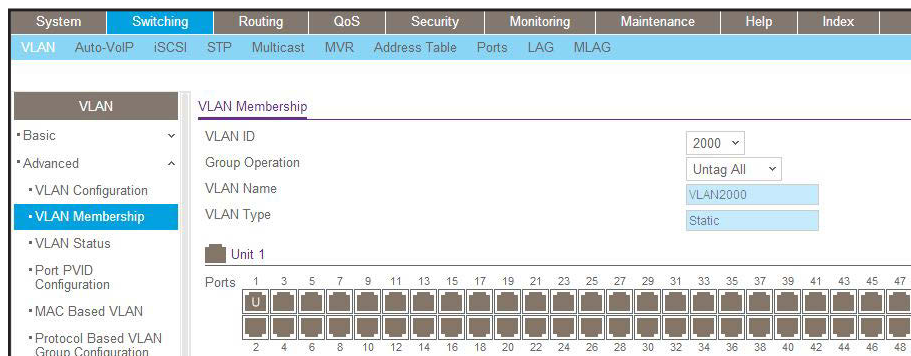 System Switching Routing QoS Security Monitoring Maintenance Help Index
VLAN Auto-VoIP iSCSI STP Multicast MVR Address Table Ports LAG MLAG
VLAN
Basic
Advanced
VLAN Configuration
VLAN Membership
VLAN Status
Port PVID
Configuration
MAC Based VLAN
Protocol Based VLAN
Group Configuration
VLAN Membership
VLAN ID 2000
Group Operation Untag All
VLAN Name VLAN2000
VLAN Type Static
Unit 1
Ports 1 3 5 7 9 11 13 15 17 19 21 23 25 27 29 31 33 35 37 39 41 43 45 47
U
2 4 6 8 10 12 14 16 18 20 22 24 26 28 30 32 34 36 38 40 42 44 46 48